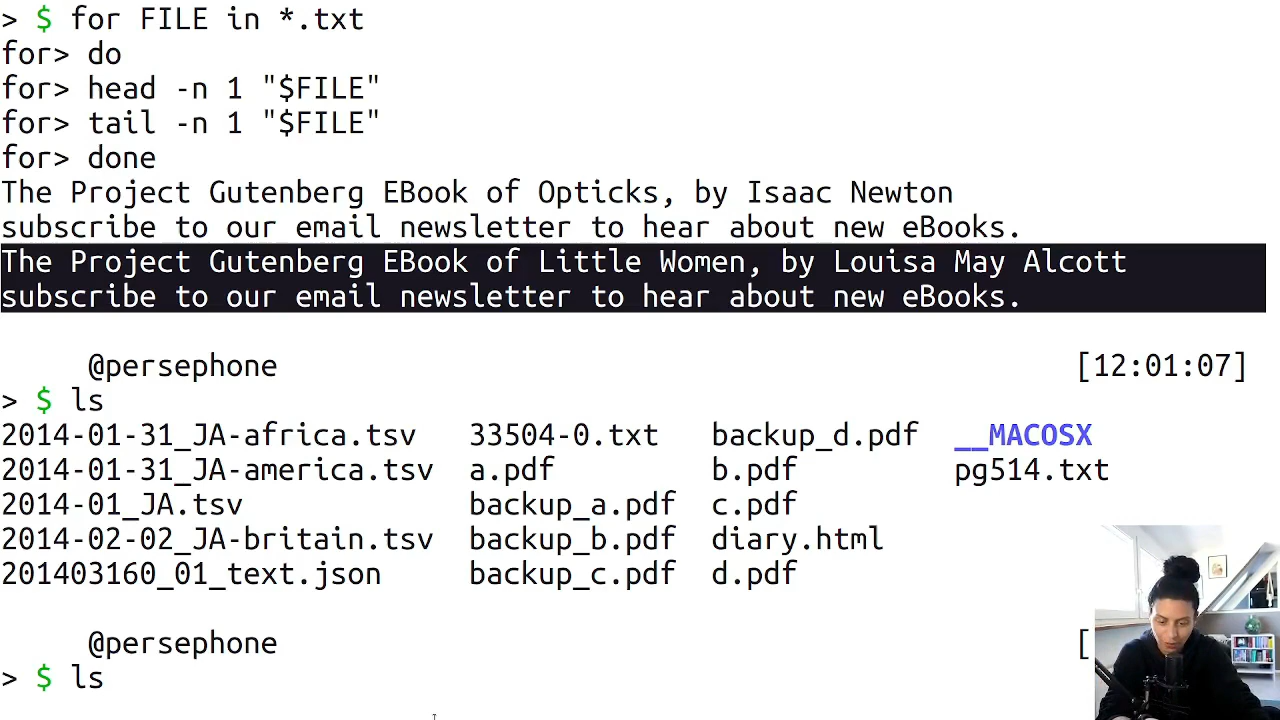 > $ for FILE in *.txt
for> do
for> head -n 1 "$FILE"
for> tail -n 1 "$FILE"
for> done
The Project Gutenberg EBook of Opticks, by Isaac Newton
subscribe to our email newsletter to hear about new eBooks.
The Project Gutenberg EBook of Little Women, by Louisa May Alcott
subscribe to our email newsletter to hear about new eBooks.
@persephone [12:01:07]
> $ ls
2014-01-31_JA-africa.tsv 33504-0.txt backup_d.pdf __MACOSX
2014-01-31_JA-america.tsv a.pdf b.pdf pg514.txt
2014-01_JA.tsv backup_a.pdf c.pdf
2014-02-02_JA-britain.tsv backup_b.pdf diary.html
201403160_01_text.json backup_c.pdf d.pdf
@persephone [
> $ ls